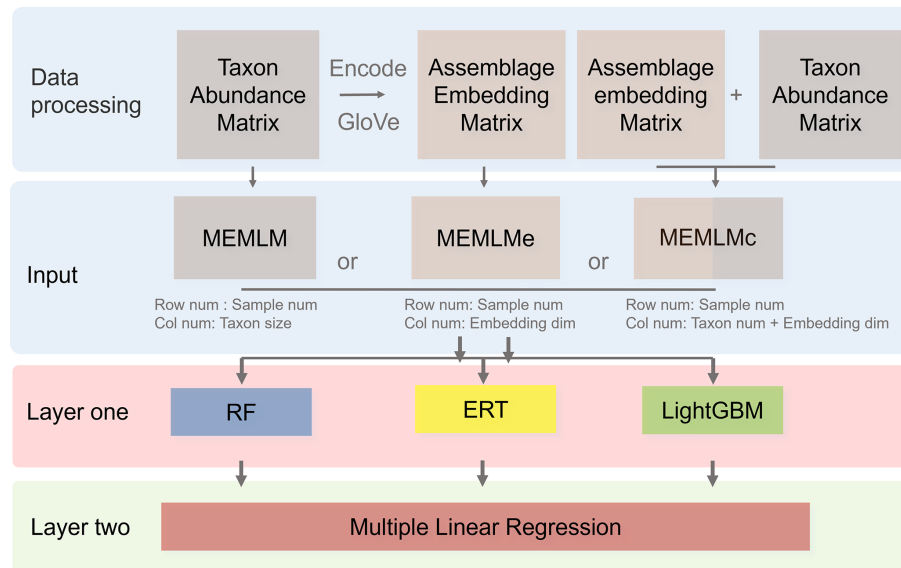 Data
processing
Taxon
Abundance
Matrix
Encode
GloVe
Assemblage
Embedding
Matrix
Assemblage
embedding
Matrix
+
Taxon
Abundance
Matrix
Input
MEMLM
or
MEMLMe
or
MEMLMc
Row num : Sample num
Col num: Taxon size
Row num: Sample num
Col num: Embedding dim
Row num: Sample num
Col num: Taxon num + Embedding dim
Layer one
RF
ERT
LightGBM
Layer two
Multiple Linear Regression